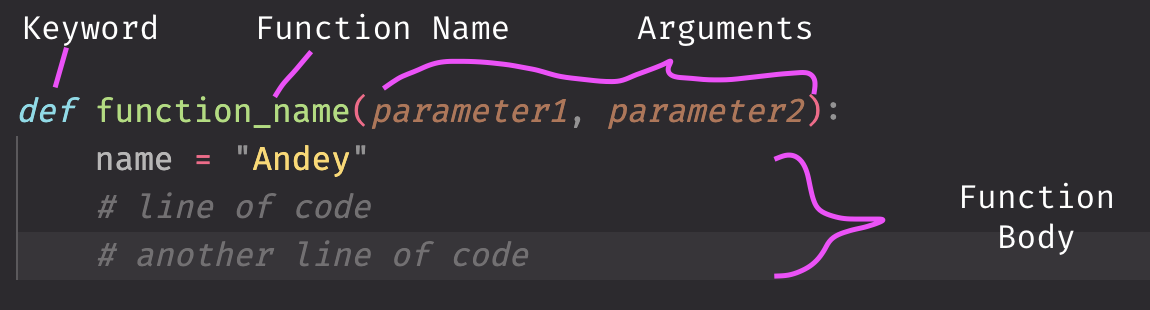 Keyword Function Name Arguments
def function_name(parameter1, parameter2):
name = "Andey"
# line of code
# another line of code
Function
Body